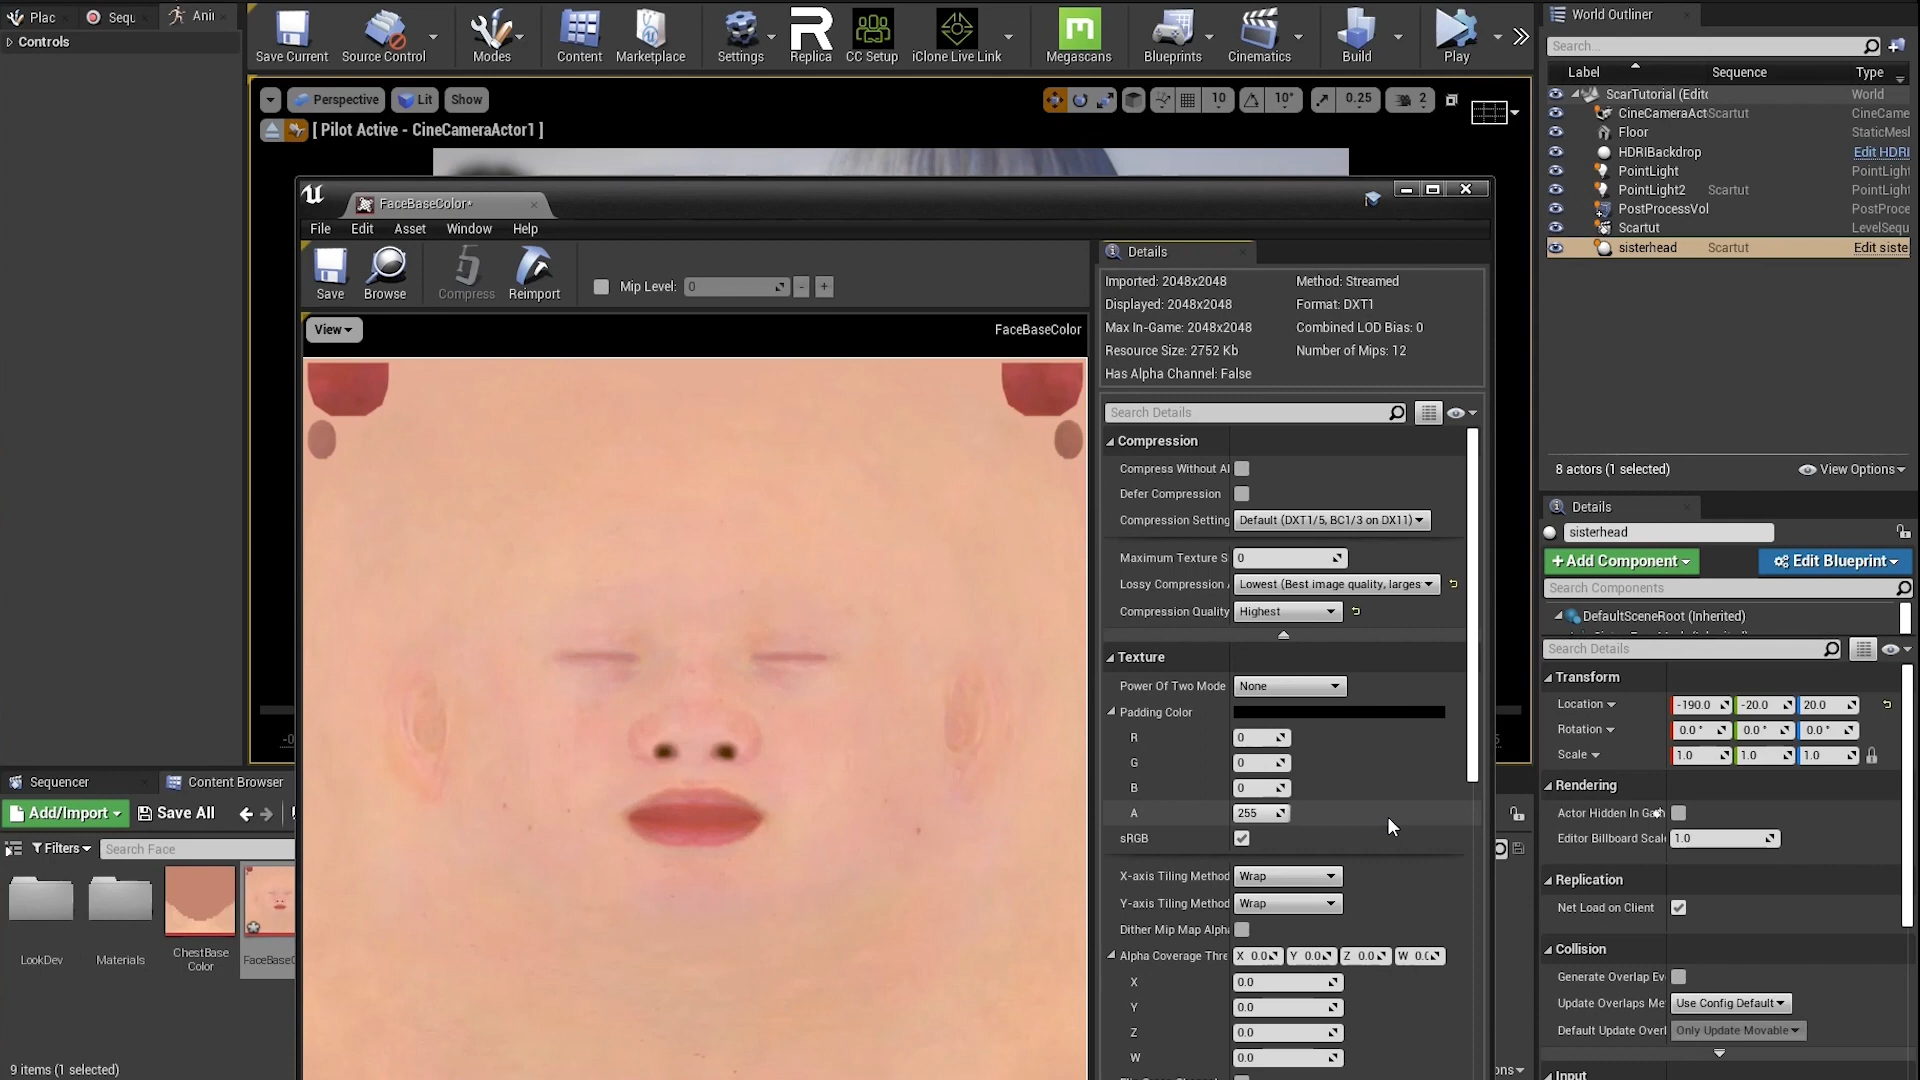 Plac
Sequ
Ani
Controls
Save Current
Source Control
Modes
Content
Marketplace
Settings
Replica
CC Setup
iClone Live Link
Megascans
Blueprints
Cinematics
Build
Play
Perspective
Lit
Show
10
10°
0.25
2
[ Pilot Active - CineCameraActor1 ]
FaceBaseColor*
File Edit Asset Window Help
Save
Browse
Compress
Reimport
Mip Level: 0
- +
View
FaceBaseColor
Details
Imported: 2048x2048
Method: Streamed
Displayed: 2048x2048
Format: DXT1
Max In-Game: 2048x2048
Combined LOD Bias: 0
Resource Size: 2752 Kb
Number of Mips: 12
Has Alpha Channel: False
Search Details
Compression
Compress Without Al
Defer Compression
Compression Setting
Default (DXT1/5, BC1/3 on DX11)
Maximum Texture S
0
Lossy Compression
Lowest (Best image quality, larges
Compression Quality
Highest
Texture
Power Of Two Mode
None
Padding Color
R 0
G 0
B 0
A 255
sRGB
X-axis Tiling Method
Wrap
Y-axis Tiling Method
Wrap
Dither Mip Map Alpha
Alpha Coverage Thre
X 0.0 Y 0.0 Z 0.0 W 0.0
X 0.0
Y 0.0
Z 0.0
W 0.0
World Outliner
Search...
Label Sequence Type
ScarTutorial (Edito World
CineCameraAct Scartut CineCame
Floor StaticMesl
HDRIBackdrop Edit HDRI
PointLight PointLight
PointLight2 Scartut PointLight
PostProcessVol PostProce
Scartut LevelSequ
sisterhead Scartut Edit siste
8 actors (1 selected)
View Options
Details
sisterhead
+Add Component
Edit Blueprint
Search Components
DefaultSceneRoot (Inherited)
Search Details
Transform
Location -190.0 -20.0 20.0
Rotation 0.0° 0.0° 0.0°
Scale 1.0 1.0 1.0
Rendering
Actor Hidden In Gam
Editor Billboard Scale
1.0
Replication
Net Load on Client
Collision
Generate Overlap Ev
Update Overlaps Me
Use Config Default
Default Update Overl
Only Update Movable
Input
Sequencer
Content Browser
Add/Import
Save All
Filters
Search Face
LookDev
Materials
ChestBase
Color
FaceBaseC
9 items (1 selected)